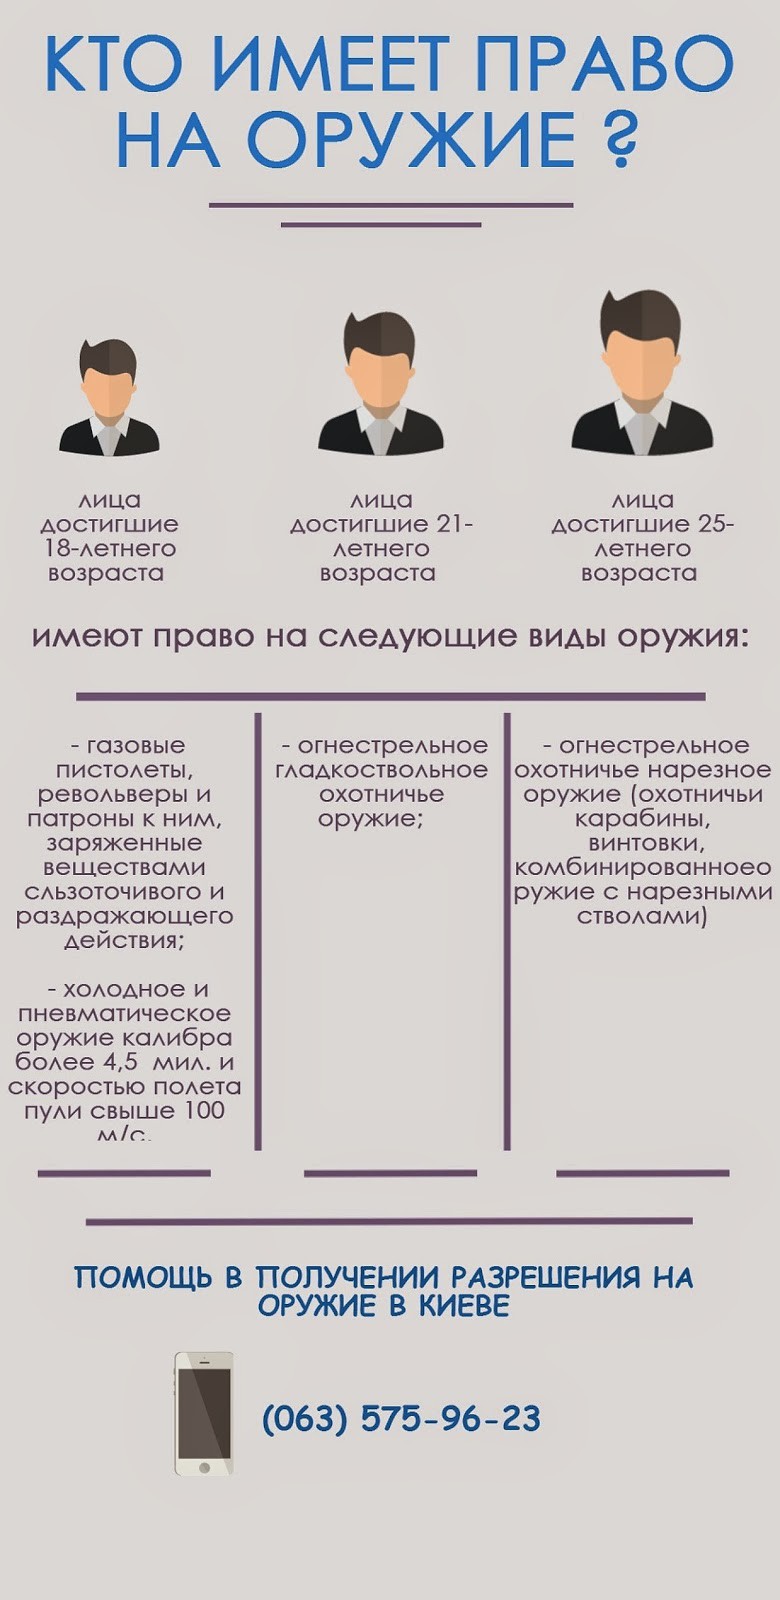 КТО ИМЕЕТ ПРАВО
НА ОРУЖИЕ ?
лица
достигшие
18-летнего
возраста
лица
достигшие 21-
летнего
возраста
лица
достигшие 25-
летнего
возраста
имеют право на следующие виды оружия:
- газовые
пистолеты,
револьверы и
патроны к ним,
заряженные
веществами
сльзоточивого и
раздражающего
действия;
- холодное и
пневматическое
оружие калибра
более 4,5 мил. и
скоростью полета
пули свыше 100
м/с.
- огнестрельное
гладкоствольное
охотничье
оружие;
- огнестрельное
охотничье нарезное
оружие (охотничьи
карабины,
винтовки,
комбинированноео
ружие с нарезными
стволами)
ПОМОЩЬ В ПОЛУЧЕНИИ РАЗРЕШЕНИЯ НА
ОРУЖИЕ В КИЕВЕ
(063) 575-96-23